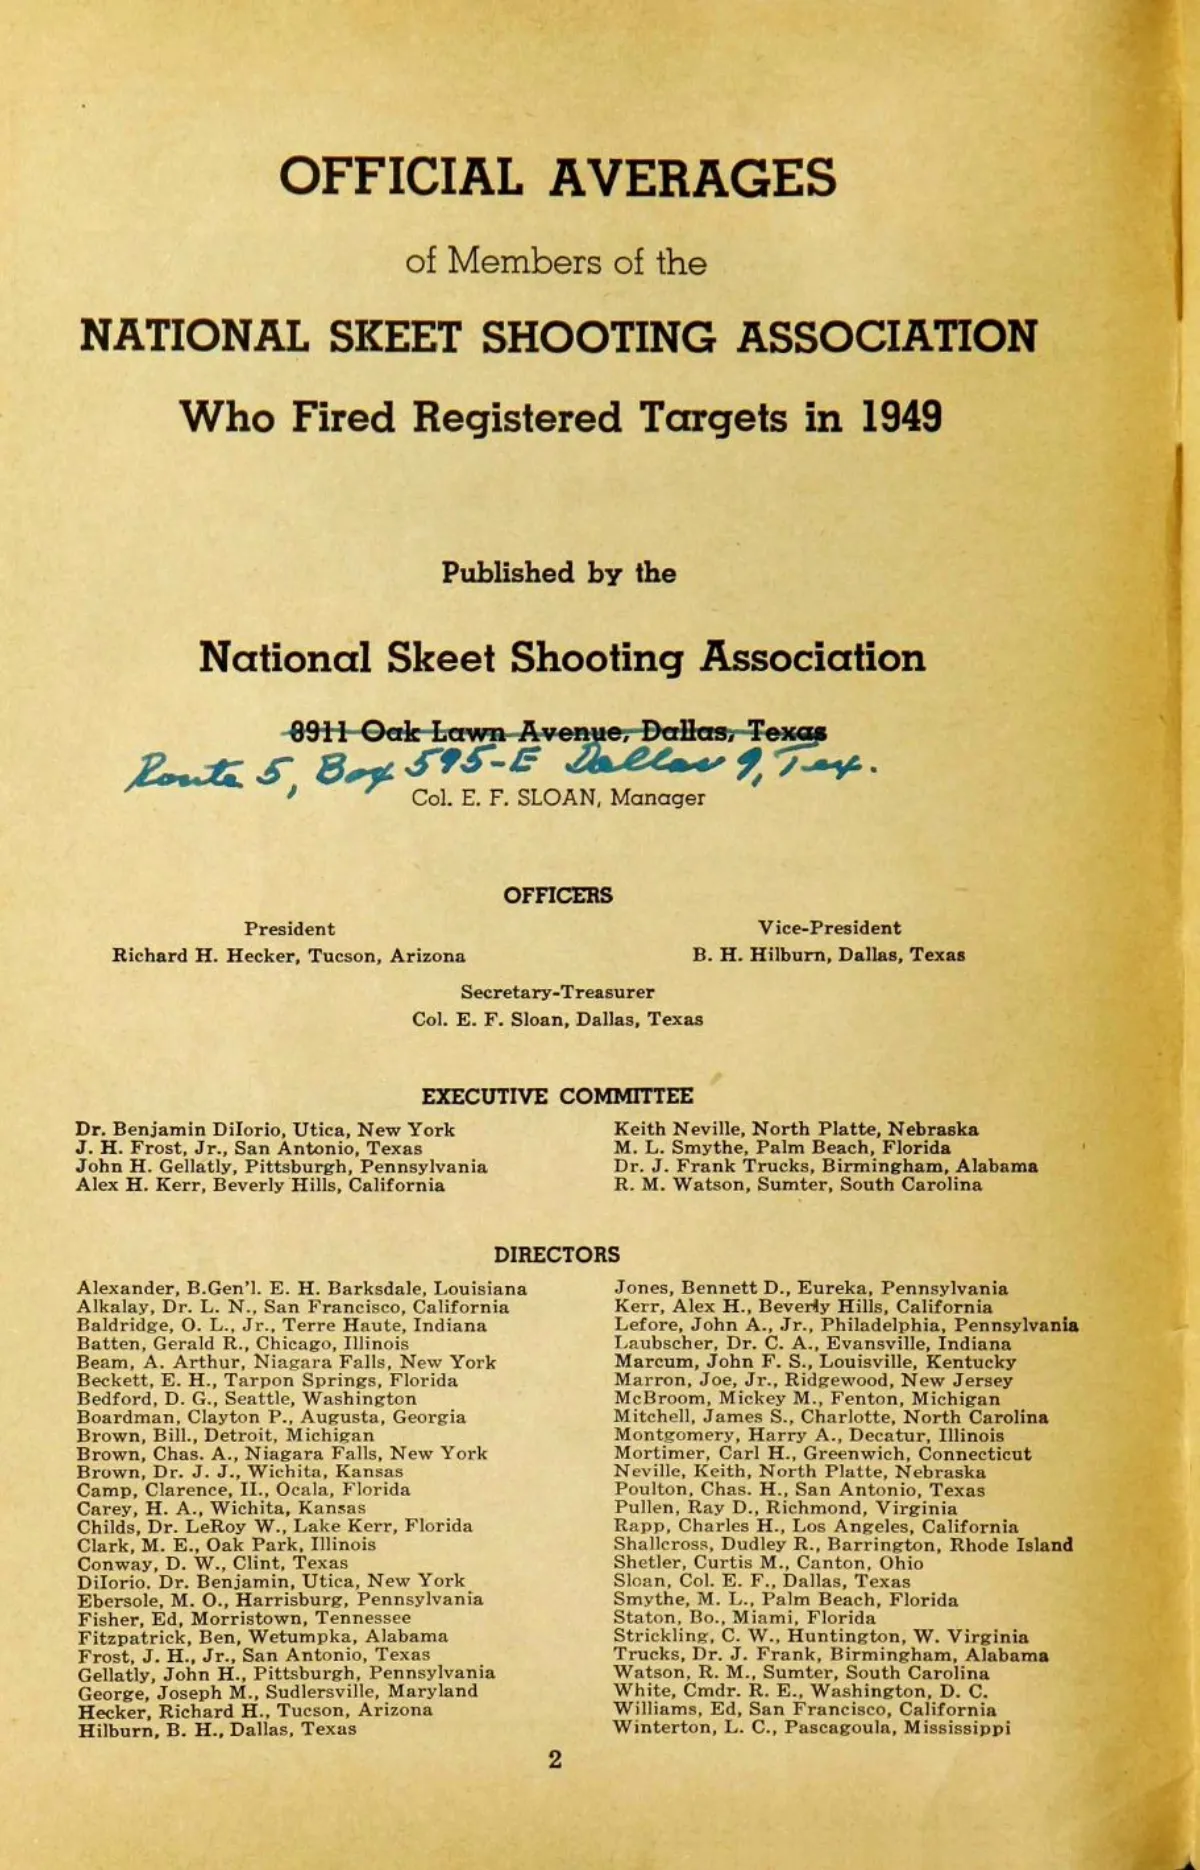 OFFICIAL AVERAGES
of Members of the
NATIONAL SKEET SHOOTING ASSOCIATION
Who Fired Registered Targets in 1949
Published by the
National Skeet Shooting Association
8911 Oak Lawn Avenue, Dallas, Texas
Route 5, Box 595-E Dallas 9, Tex.
Col. E. F. SLOAN, Manager
OFFICERS
President
Richard H. Hecker, Tucson, Arizona
Vice-President
B. H. Hilburn, Dallas, Texas
Secretary-Treasurer
Col. E. F. Sloan, Dallas, Texas
EXECUTIVE COMMITTEE
Dr. Benjamin DiIorio, Utica, New York
J. H. Frost, Jr., San Antonio, Texas
John H. Gellatly, Pittsburgh, Pennsylvania
Alex H. Kerr, Beverly Hills, California
Keith Neville, North Platte, Nebraska
M. L. Smythe, Palm Beach, Florida
Dr. J. Frank Trucks, Birmingham, Alabama
R. M. Watson, Sumter, South Carolina
DIRECTORS
Alexander, B.Gen'l. E. H. Barksdale, Louisiana
Alkalay, Dr. L. N., San Francisco, California
Baldridge, O. L., Jr., Terre Haute, Indiana
Batten, Gerald R., Chicago, Illinois
Beam, A. Arthur, Niagara Falls, New York
Beckett, E. H., Tarpon Springs, Florida
Bedford, D. G., Seattle, Washington
Boardman, Clayton P., Augusta, Georgia
Brown, Bill., Detroit, Michigan
Brown, Chas. A., Niagara Falls, New York
Brown, Dr. J. J., Wichita, Kansas
Camp, Clarence, II., Ocala, Florida
Carey, H. A., Wichita, Kansas
Childs, Dr. LeRoy W., Lake Kerr, Florida
Clark, M. E., Oak Park, Illinois
Conway, D. W., Clint, Texas
DiIorio. Dr. Benjamin, Utica, New York
Ebersole, M. O., Harrisburg, Pennsylvania
Fisher, Ed, Morristown, Tennessee
Fitzpatrick, Ben, Wetumpka, Alabama
Frost, J. H., Jr., San Antonio, Texas
Gellatly, John H., Pittsburgh, Pennsylvania
George, Joseph M., Sudlersville, Maryland
Hecker, Richard H., Tucson, Arizona
Hilburn, B. H., Dallas, Texas
Jones, Bennett D., Eureka, Pennsylvania
Kerr, Alex H., Beverly Hills, California
Lefore, John A., Jr., Philadelphia, Pennsylvania
Laubscher, Dr. C. A., Evansville, Indiana
Marcum, John F. S., Louisville, Kentucky
Marron, Joe, Jr., Ridgewood, New Jersey
McBroom, Mickey M., Fenton, Michigan
Mitchell, James S., Charlotte, North Carolina
Montgomery, Harry A., Decatur, Illinois
Mortimer, Carl H., Greenwich, Connecticut
Neville, Keith, North Platte, Nebraska
Poulton, Chas. H., San Antonio, Texas
Pullen, Ray D., Richmond, Virginia
Rapp, Charles H., Los Angeles, California
Shallcross, Dudley R., Barrington, Rhode Island
Shetler, Curtis M., Canton, Ohio
Sloan, Col. E. F., Dallas, Texas
Smythe, M. L., Palm Beach, Florida
Staton, Bo., Miami, Florida
Strickling, C. W., Huntington, W. Virginia
Trucks, Dr. J. Frank, Birmingham, Alabama
Watson, R. M., Sumter, South Carolina
White, Cmdr. R. E., Washington, D. C.
Williams, Ed, San Francisco, California
Winterton, L. C., Pascagoula, Mississippi
2